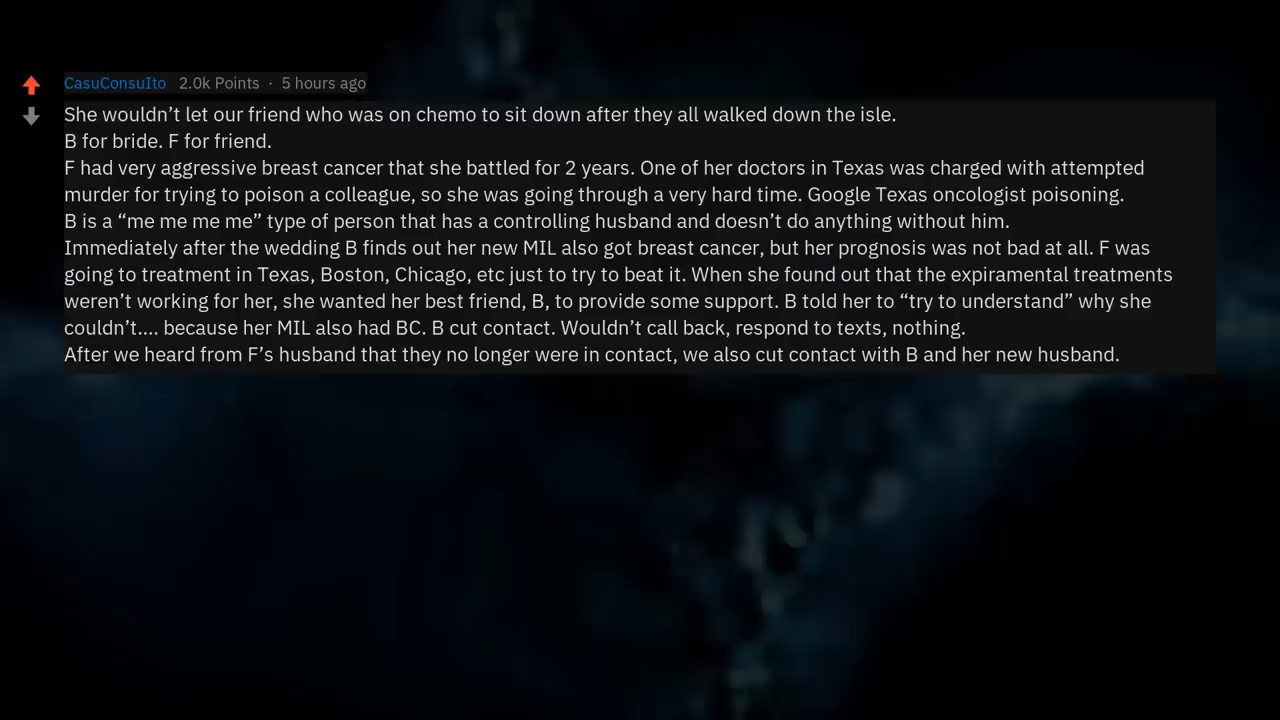 CasuConsuIto 2.0k Points · 5 hours ago
She wouldn’t let our friend who was on chemo to sit down after they all walked down the isle.
B for bride. F for friend.
F had very aggressive breast cancer that she battled for 2 years. One of her doctors in Texas was charged with attempted
murder for trying to poison a colleague, so she was going through a very hard time. Google Texas oncologist poisoning.
B is a “me me me me” type of person that has a controlling husband and doesn’t do anything without him.
Immediately after the wedding B finds out her new MIL also got breast cancer, but her prognosis was not bad at all. F was
going to treatment in Texas, Boston, Chicago, etc just to try to beat it. When she found out that the expiramental treatments
weren’t working for her, she wanted her best friend, B, to provide some support. B told her to “try to understand” why she
couldn’t.... because her MIL also had BC. B cut contact. Wouldn’t call back, respond to texts, nothing.
After we heard from F’s husband that they no longer were in contact, we also cut contact with B and her new husband.